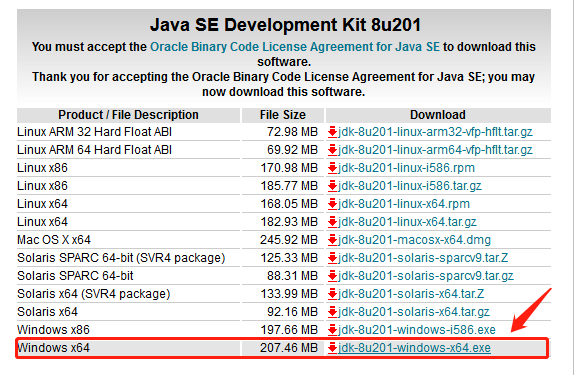 Java SE Development Kit 8u201
You must accept the Oracle Binary Code License Agreement for Java SE to download this
software.
Thank you for accepting the Oracle Binary Code License Agreement for Java SE; you may
now download this software.
Product / File Description File Size Download
Linux ARM 32 Hard Float ABI 72.98 MB jdk-8u201-linux-arm32-vfp-hflt.tar.gz
Linux ARM 64 Hard Float ABI 69.92 MB jdk-8u201-linux-arm64-vfp-hflt.tar.gz
Linux x86 170.98 MB jdk-8u201-linux-i586.rpm
Linux x86 185.77 MB jdk-8u201-linux-i586.tar.gz
Linux x64 168.05 MB jdk-8u201-linux-x64.rpm
Linux x64 182.93 MB jdk-8u201-linux-x64.tar.gz
Mac OS X x64 245.92 MB jdk-8u201-macosx-x64.dmg
Solaris SPARC 64-bit (SVR4 package) 125.33 MB jdk-8u201-solaris-sparcv9.tar.Z
Solaris SPARC 64-bit 88.31 MB jdk-8u201-solaris-sparcv9.tar.gz
Solaris x64 (SVR4 package) 133.99 MB jdk-8u201-solaris-x64.tar.Z
Solaris x64 92.16 MB jdk-8u201-solaris-x64.tar.gz
Windows x86 197.66 MB jdk-8u201-windows-i586.exe
Windows x64 207.46 MB jdk-8u201-windows-x64.exe